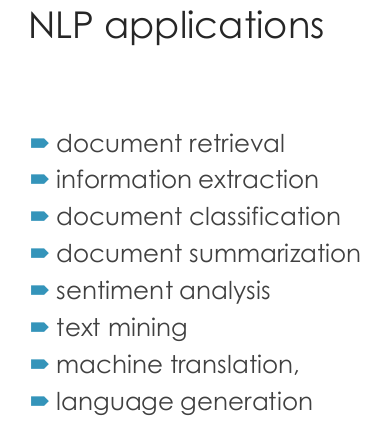 NLP applications
document retrieval
information extraction
document classification
document summarization
sentiment analysis
text mining
machine translation,
language generation